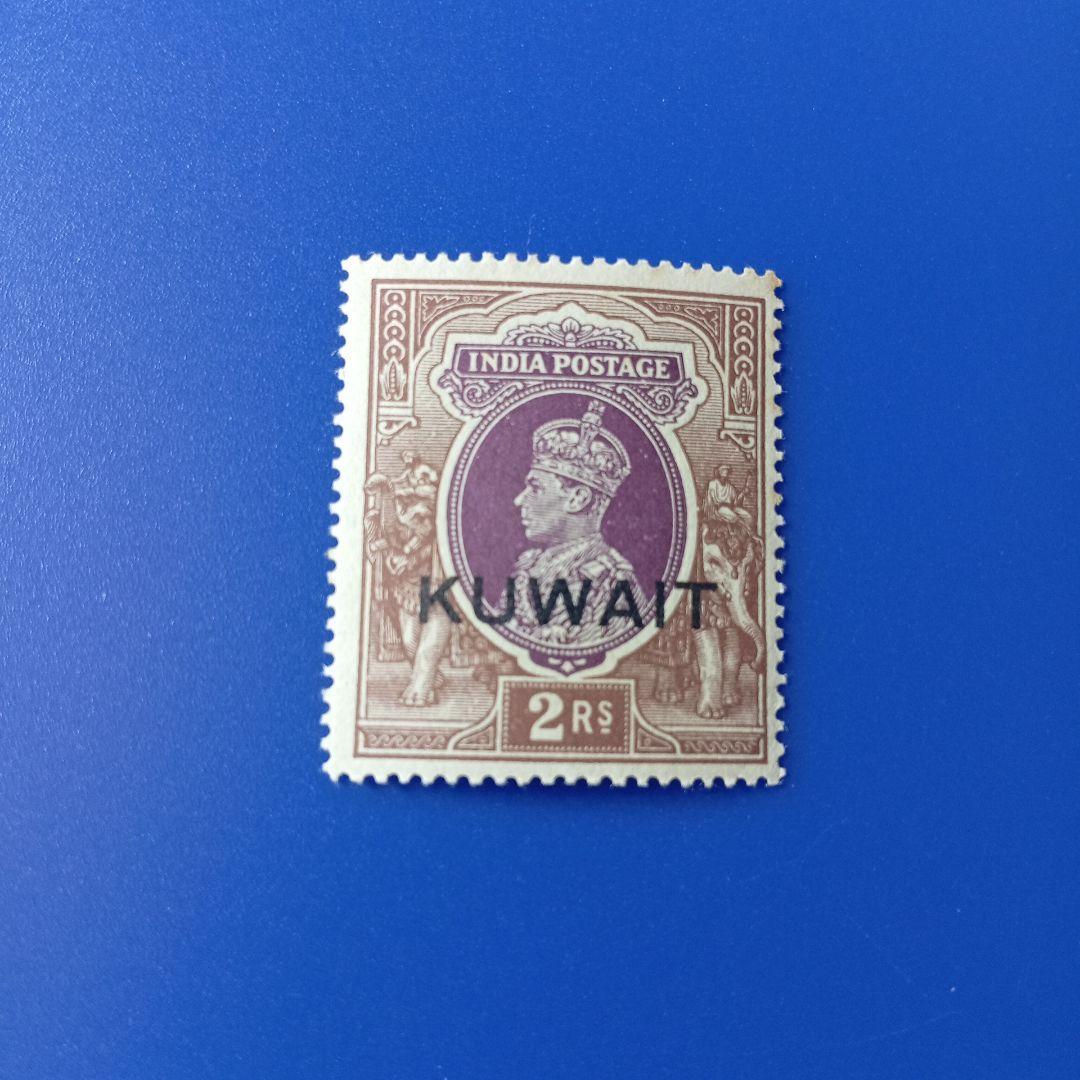 INDIA POSTAGE
KUWAIT
2 Rs